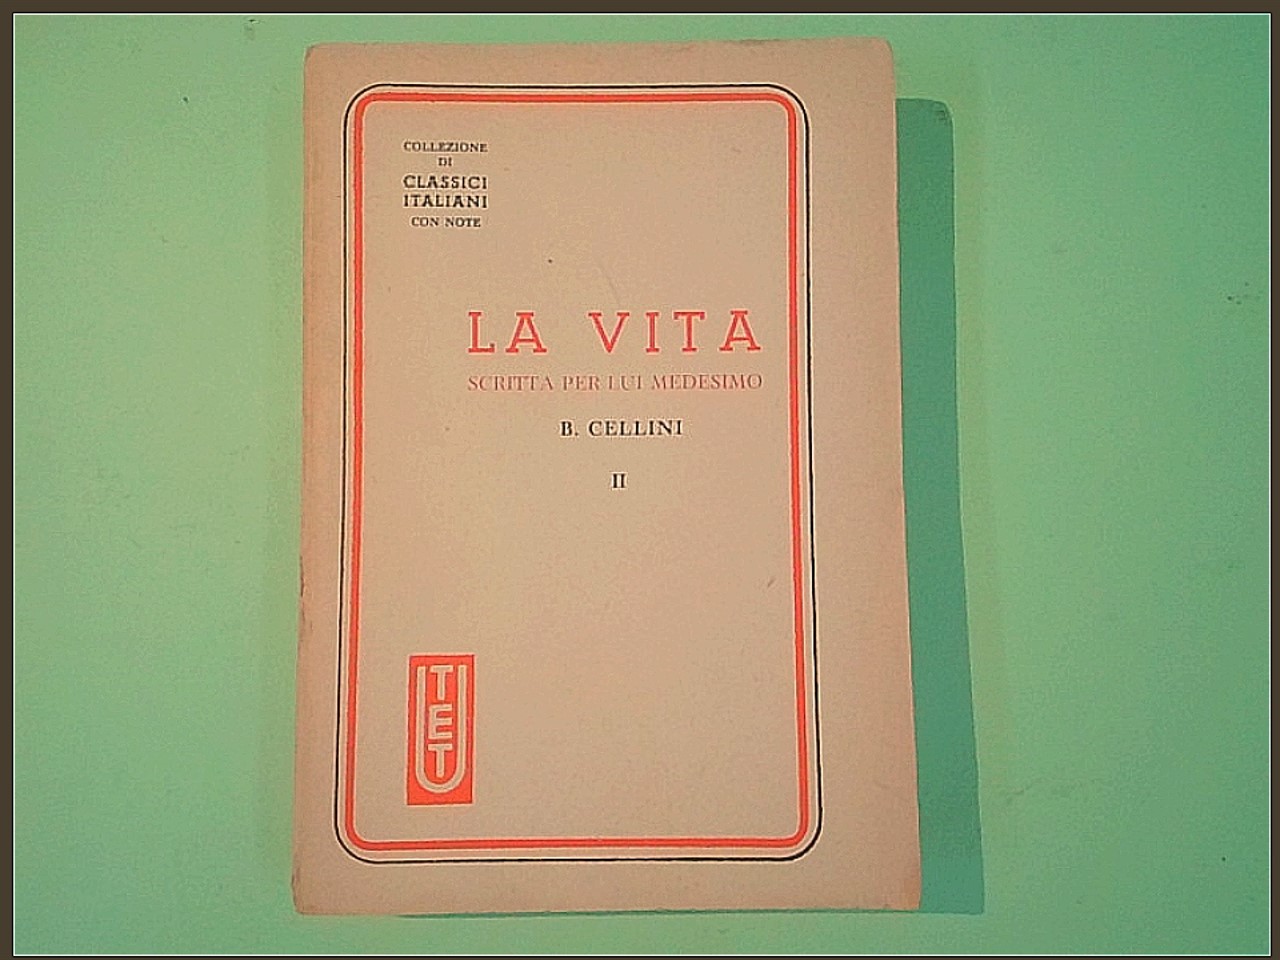 COLLEZIONE
DI
CLASSICI
ITALIANI
CON NOTE
LA VITA
SCRITTA PER LUI MEDESIMO
B. CELLINI
II
UTET